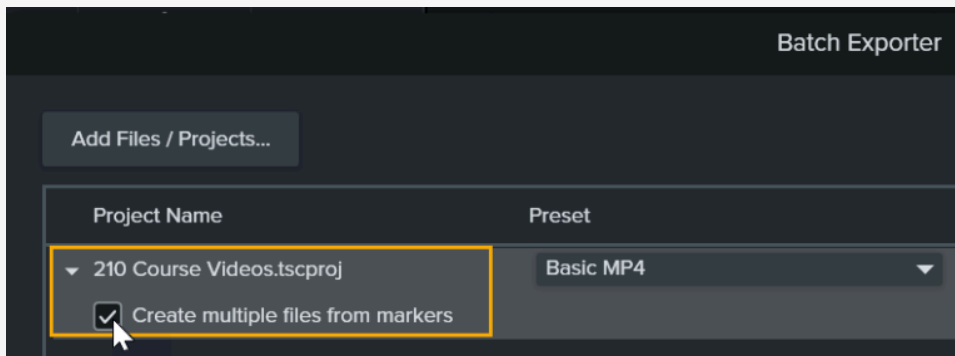 Batch Exporter
Add Files / Projects...
Project Name
Preset
210 Course Videos.tscproj
Basic MP4
Create multiple files from markers